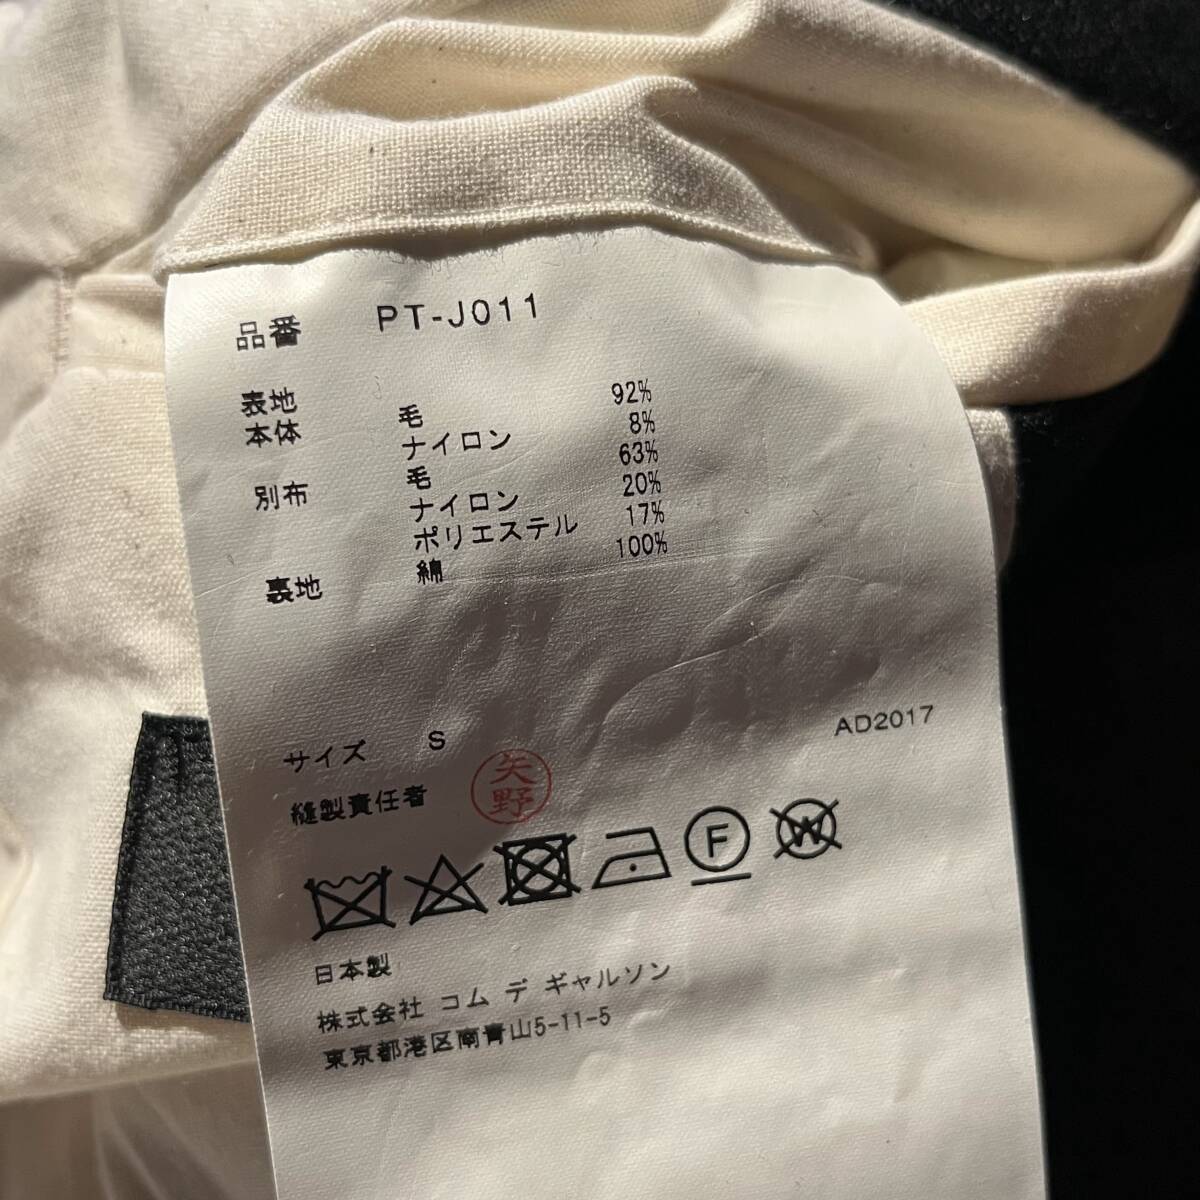 品番 PT-J011
表地
本体 毛 92%
ナイロン 8%
別布 毛 63%
ナイロン 20%
ポリエステル 17%
裏地 綿 100%
サイズ S AD2017
縫製責任者 矢野
F W
日本製
株式会社 コム デ ギャルソン
東京都港区南青山5-11-5